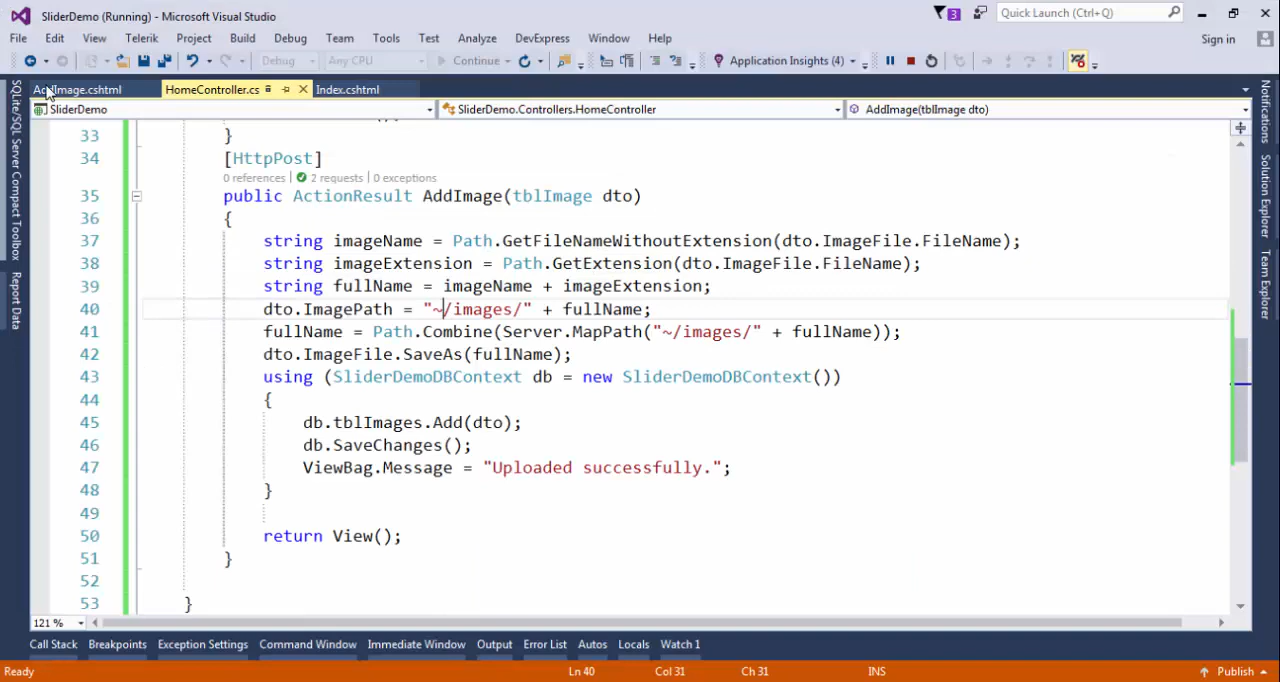 SliderDemo (Running) - Microsoft Visual Studio
3
Quick Launch (Ctrl+Q)
File Edit View Telerik Project Build Debug Team Tools Test Analyze DevExpress Window Help
Sign in
Debug Any CPU Continue Application Insights (4)
AddImage.cshtml HomeController.cs Index.cshtml
SliderDemo SliderDemo.Controllers.HomeController AddImage(tblImage dto)
SQLite/SQL Server Compact Toolbox
Report Data
Notifications
Solution Explorer
Team Explorer
33 }
34 [HttpPost]
0 references | 2 requests | 0 exceptions
35 public ActionResult AddImage(tblImage dto)
36 {
37 string imageName = Path.GetFileNameWithoutExtension(dto.ImageFile.FileName);
38 string imageExtension = Path.GetExtension(dto.ImageFile.FileName);
39 string fullName = imageName + imageExtension;
40 dto.ImagePath = "~/images/" + fullName;
41 fullName = Path.Combine(Server.MapPath("~/images/" + fullName));
42 dto.ImageFile.SaveAs(fullName);
43 using (SliderDemoDBContext db = new SliderDemoDBContext())
44 {
45 db.tblImages.Add(dto);
46 db.SaveChanges();
47 ViewBag.Message = "Uploaded successfully.";
48 }
49
50 return View();
51 }
52
53 }
121 %
Call Stack Breakpoints Exception Settings Command Window Immediate Window Output Error List Autos Locals Watch 1
Ready Ln 40 Col 31 Ch 31 INS Publish